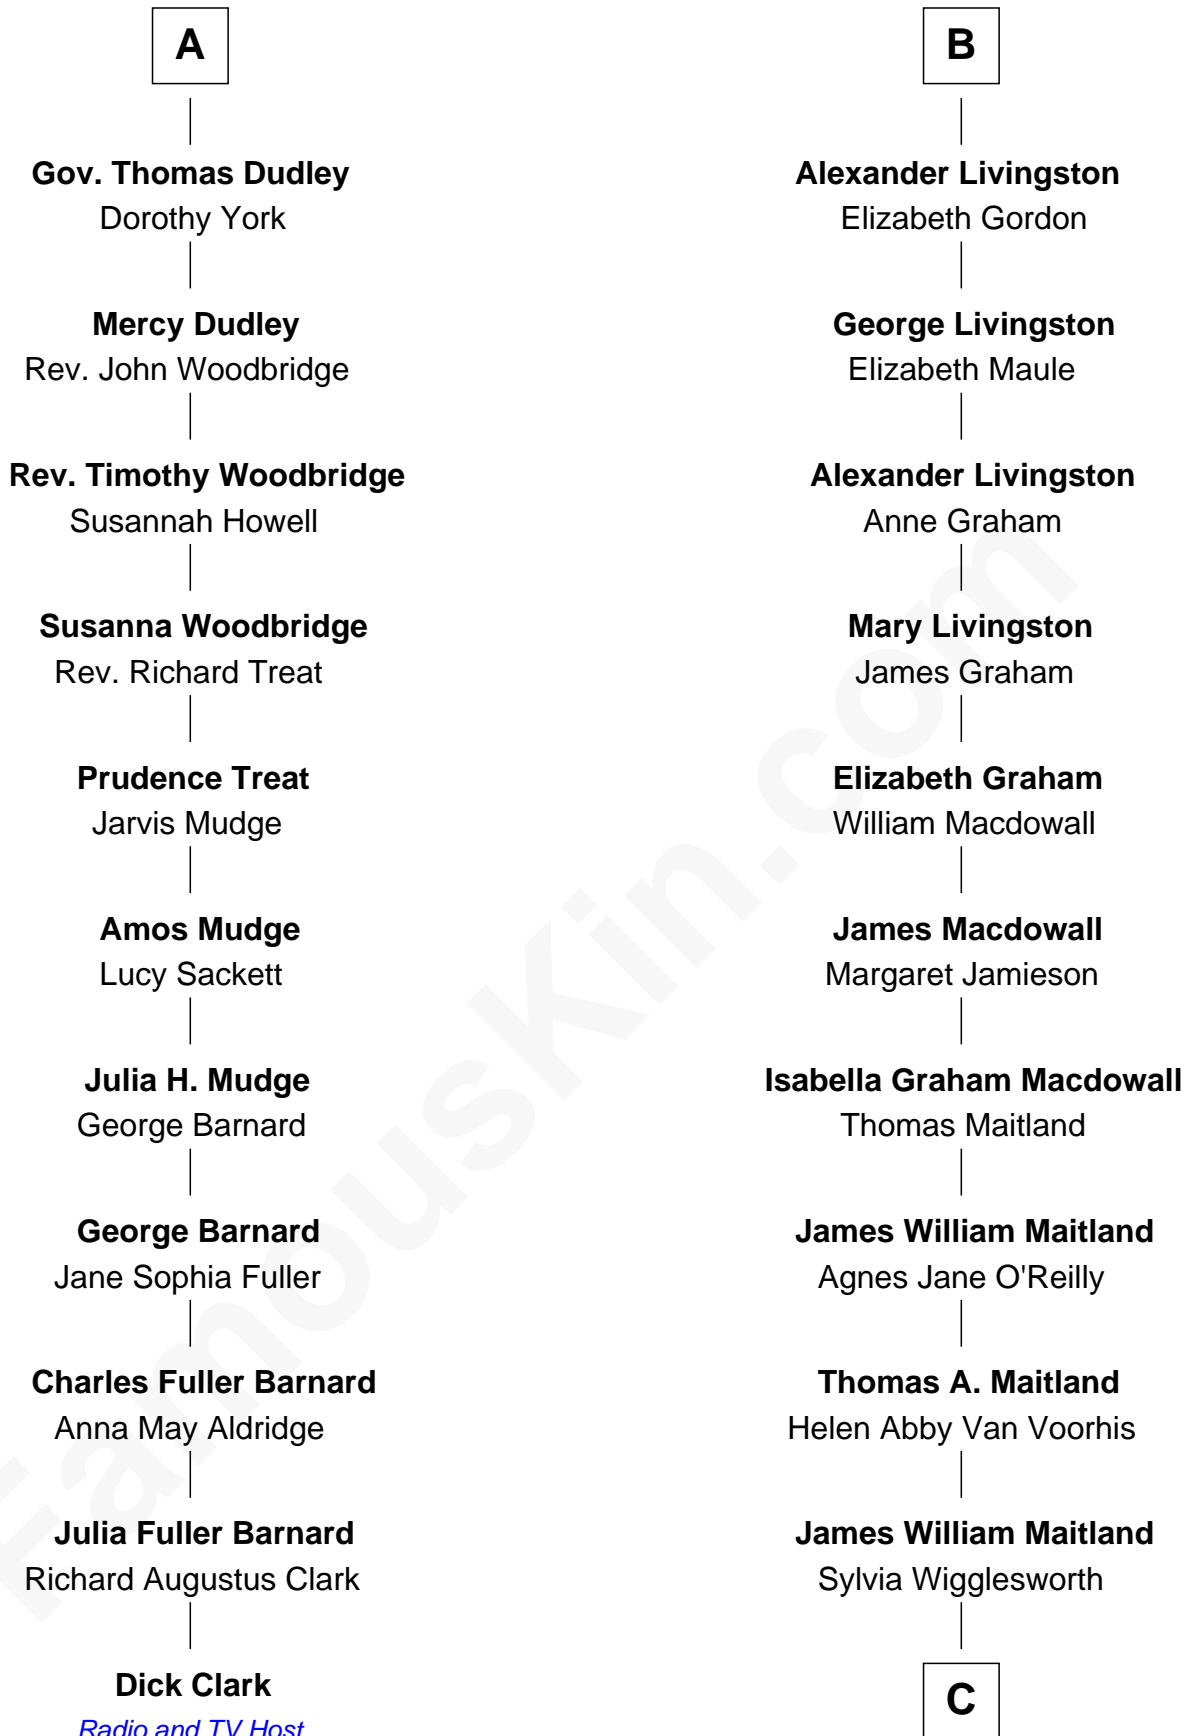 A
Gov. Thomas Dudley
Dorothy York
Mercy Dudley
Rev. John Woodbridge
Rev. Timothy Woodbridge
Susannah Howell
Susanna Woodbridge
Rev. Richard Treat
Prudence Treat
Jarvis Mudge
Amos Mudge
Lucy Sackett
Julia H. Mudge
George Barnard
George Barnard
Jane Sophia Fuller
Charles Fuller Barnard
Anna May Aldridge
Julia Fuller Barnard
Richard Augustus Clark
Dick Clark
Radio and TV Host
B
Alexander Livingston
Elizabeth Gordon
George Livingston
Elizabeth Maule
Alexander Livingston
Anne Graham
Mary Livingston
James Graham
Elizabeth Graham
William Macdowall
James Macdowall
Margaret Jamieson
Isabella Graham Macdowall
Thomas Maitland
James William Maitland
Agnes Jane O'Reilly
Thomas A. Maitland
Helen Abby Van Voorhis
James William Maitland
Sylvia Wigglesworth
C
FamousKin.com